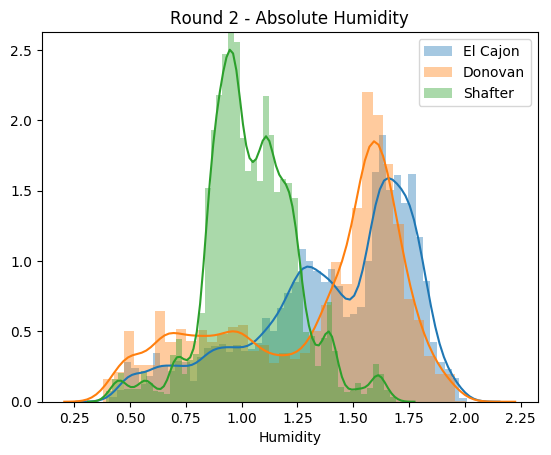 Round 2 - Absolute Humidity
El Cajon
Donovan
Shafter
2.5
2.0
1.5
1.0
0.5
0.0
0.25 0.50 0.75 1.00 1.25 1.50 1.75 2.00 2.25
Humidity